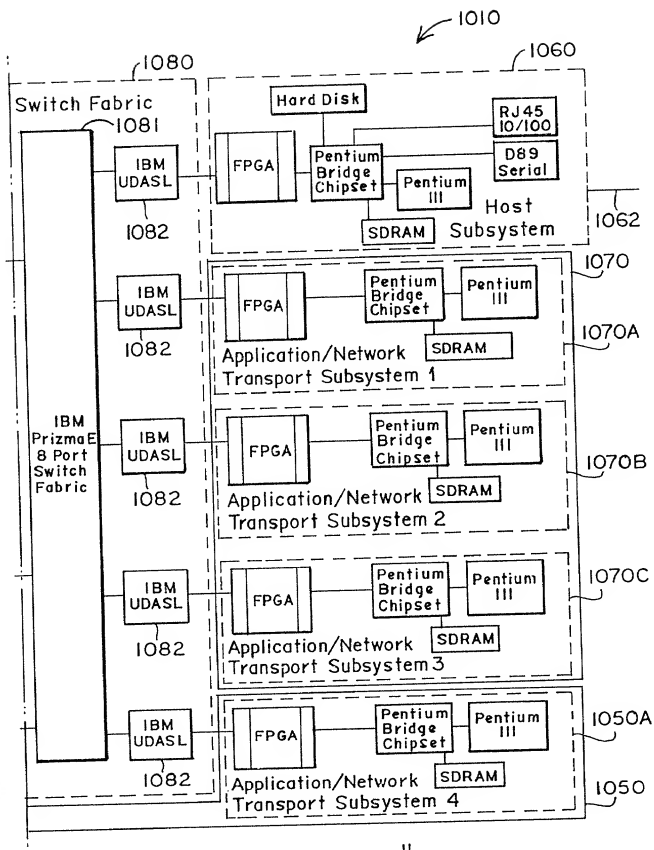 1010
1080
1060
Switch Fabric
1081
Hard Disk
RJ45
10/100
IBM
UDASL
FPGA
Pentium
Bridge
Chipset
D89
Serial
Pentium
III
1082
SDRAM
Host
Subsystem
1062
1070
IBM
UDASL
FPGA
Pentium
Bridge
Chipset
Pentium
III
1082
1070A
SDRAM
Application/Network
Transport Subsystem 1
IBM
PrizmaE
8 Port
Switch
Fabric
IBM
UDASL
FPGA
Pentium
Bridge
Chipset
Pentium
III
1070B
1082
SDRAM
Application/Network
Transport Subsystem 2
IBM
UDASL
FPGA
Pentium
Bridge
Chipset
Pentium
III
1070C
1082
SDRAM
Application/Network
Transport Subsystem 3
IBM
UDASL
FPGA
Pentium
Bridge
Chipset
Pentium
III
1050A
1082
SDRAM
Application/Network
Transport Subsystem 4
1050